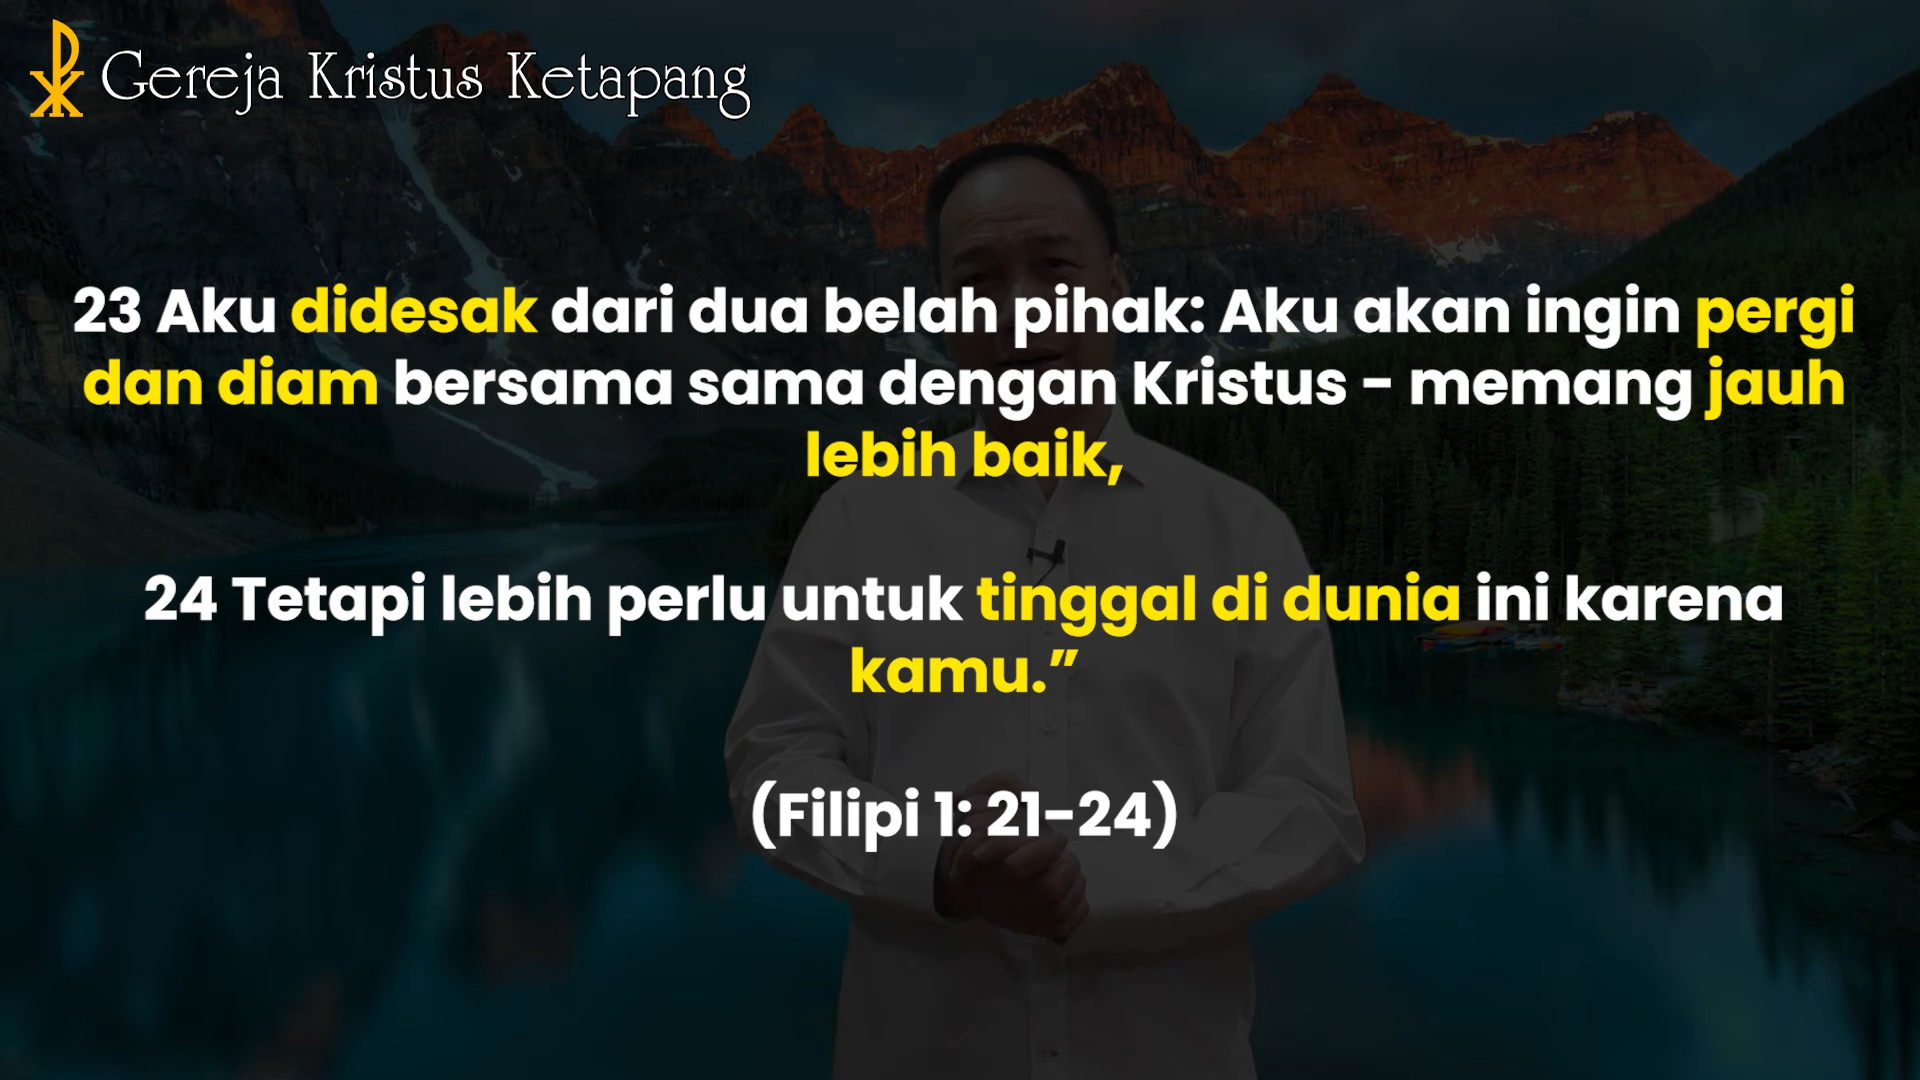 Gereja Kristus Ketapang
23 Aku didesak dari dua belah pihak: Aku akan ingin pergi
dan diam bersama sama dengan Kristus - memang jauh
lebih baik,
24 Tetapi lebih perlu untuk tinggal di dunia ini karena
kamu.”
(Filipi 1: 21-24)